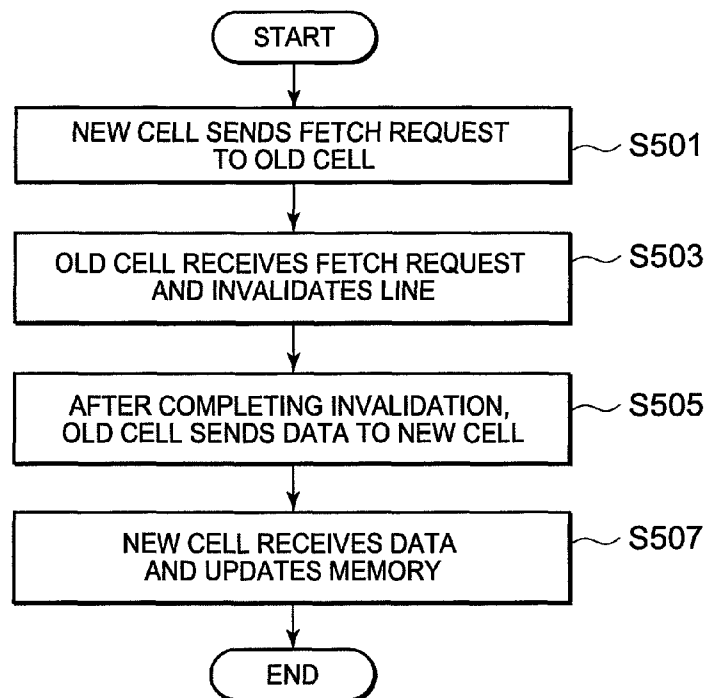 START
NEW CELL SENDS FETCH REQUEST
TO OLD CELL
S501
OLD CELL RECEIVES FETCH REQUEST
AND INVALIDATES LINE
S503
AFTER COMPLETING INVALIDATION,
OLD CELL SENDS DATA TO NEW CELL
S505
NEW CELL RECEIVES DATA
AND UPDATES MEMORY
S507
END